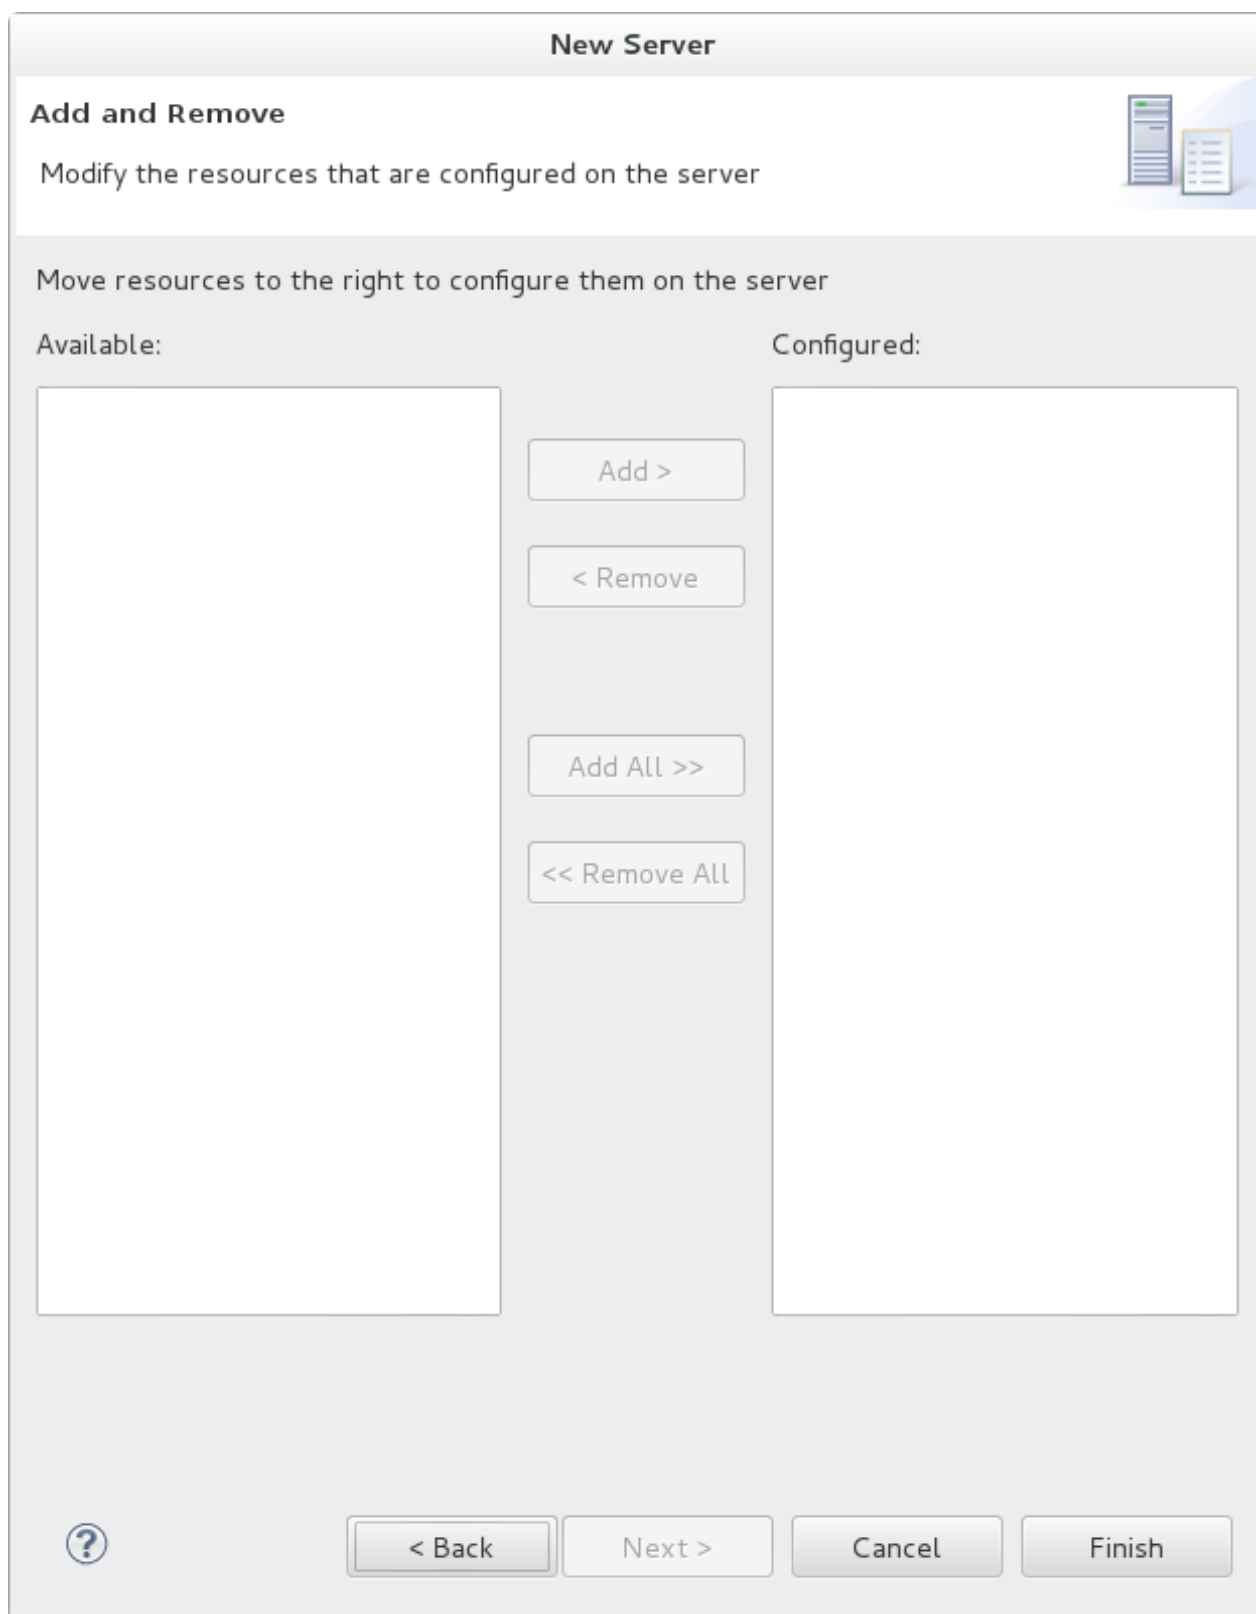 New Server
Add and Remove
Modify the resources that are configured on the server
Move resources to the right to configure them on the server
Available:
Configured:
Add >
< Remove
Add All >>
<< Remove All
?
< Back
Next >
Cancel
Finish